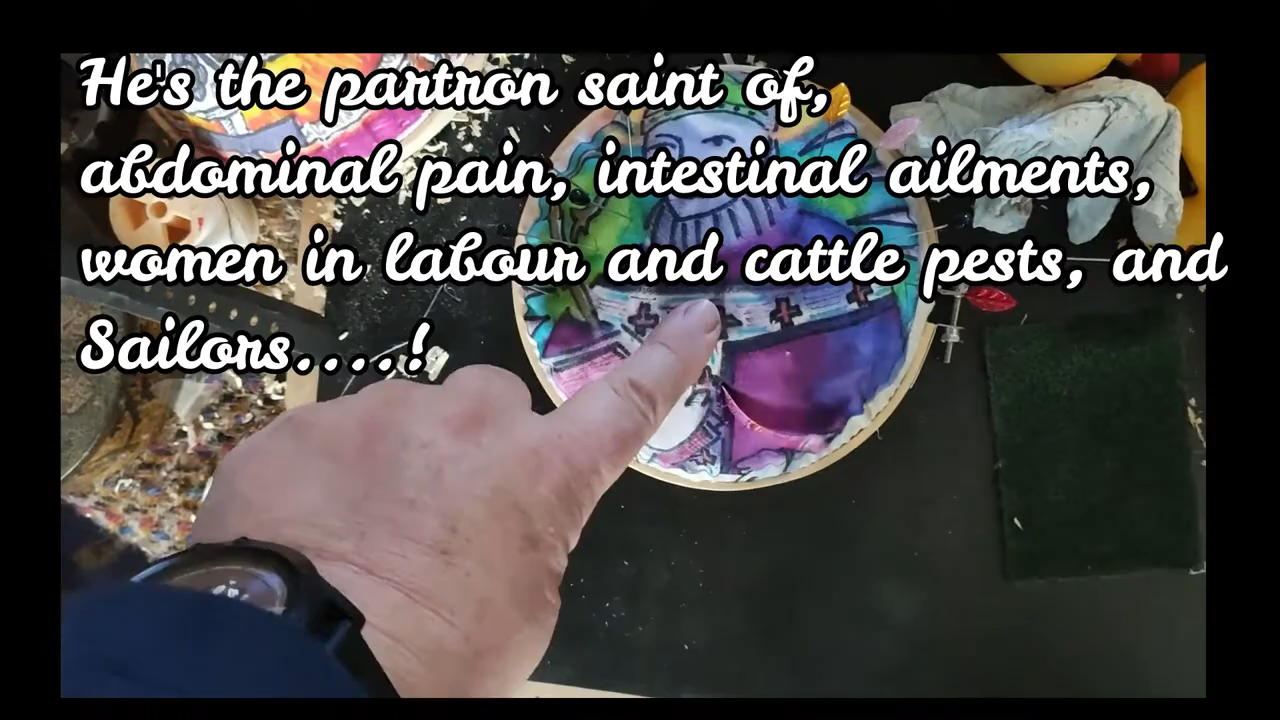 He's the partron saint of,
abdominal pain, intestinal ailments,
women in labour and cattle pests, and
Sailors....!